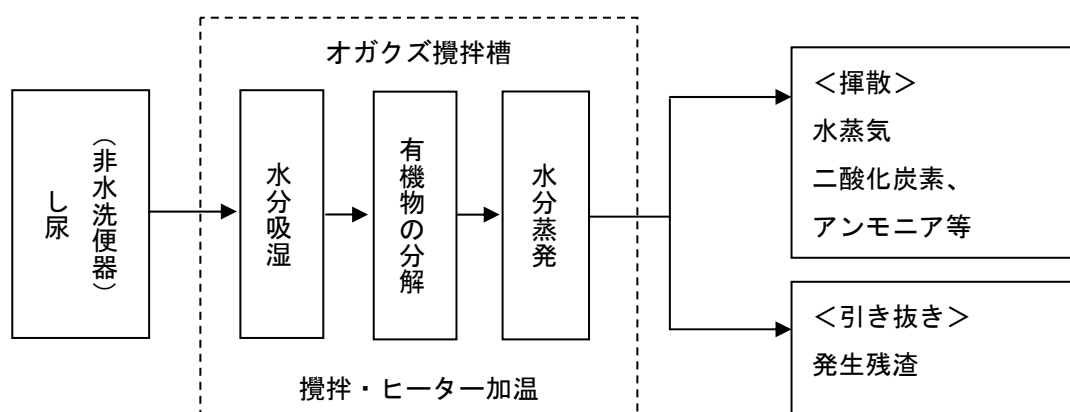 オガクズ攪拌槽
し尿
(非水洗便器)
水分吸湿
有機物の分解
水分蒸発
攪拌・ヒーター加温
<揮散>
水蒸気
二酸化炭素、
アンモニア等
<引き抜き>
発生残渣